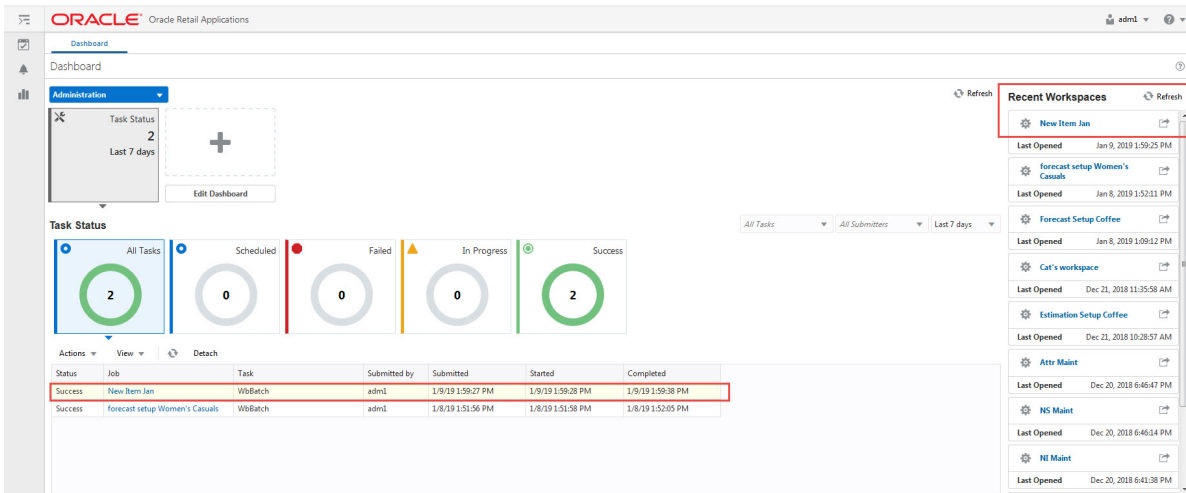 ORACLE® Oracle Retail Applications
adm1
Dashboard
Dashboard
Administration
Refresh
Task Status
2
Last 7 days
Edit Dashboard
Task Status
All Tasks
All Submitters
Last 7 days
All Tasks
2
Scheduled
0
Failed
0
In Progress
0
Success
2
Actions View Detach
Status Job Task Submitted by Submitted Started Completed
Success New Item Jan WbBatch adm1 1/9/19 1:59:27 PM 1/9/19 1:59:28 PM 1/9/19 1:59:38 PM
Success forecast setup Women's Casuals WbBatch adm1 1/8/19 1:51:56 PM 1/8/19 1:51:58 PM 1/8/19 1:52:05 PM
Recent Workspaces Refresh
New Item Jan
Last Opened Jan 9, 2019 1:59:25 PM
forecast setup Women's
Casuals
Last Opened Jan 8, 2019 1:52:11 PM
Forecast Setup Coffee
Last Opened Jan 8, 2019 1:09:12 PM
Cat's workspace
Last Opened Dec 21, 2018 11:35:58 AM
Estimation Setup Coffee
Last Opened Dec 21, 2018 10:28:57 AM
Attr Maint
Last Opened Dec 20, 2018 6:46:47 PM
NS Maint
Last Opened Dec 20, 2018 6:46:14 PM
NI Maint
Last Opened Dec 20, 2018 6:41:38 PM